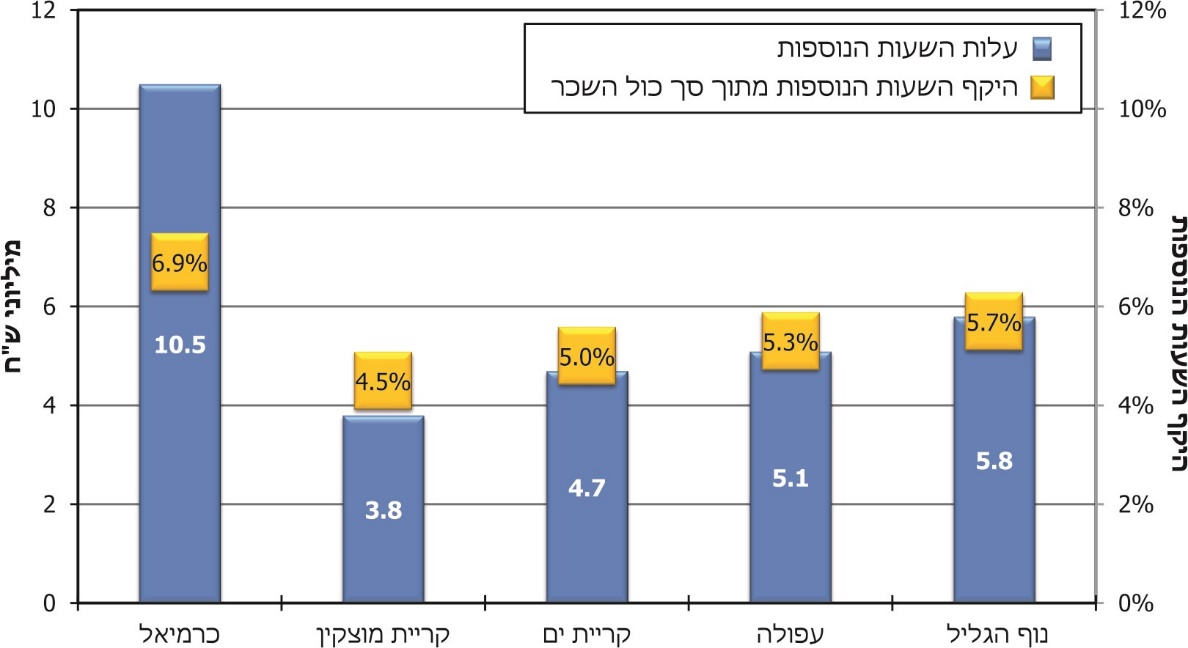 עלות השעות הנוספות
היקף השעות הנוספות מתוך סך כול השכר
מיליוני ש"ח
12
10
8
6
4
2
0
היקף השעות הנוספות
12%
10%
8%
6%
4%
2%
0%
6.9%
10.5
4.5%
3.8
5.0%
4.7
5.3%
5.1
5.7%
5.8
כרמיאל
קריית מוצקין
קריית ים
עפולה
נוף הגליל